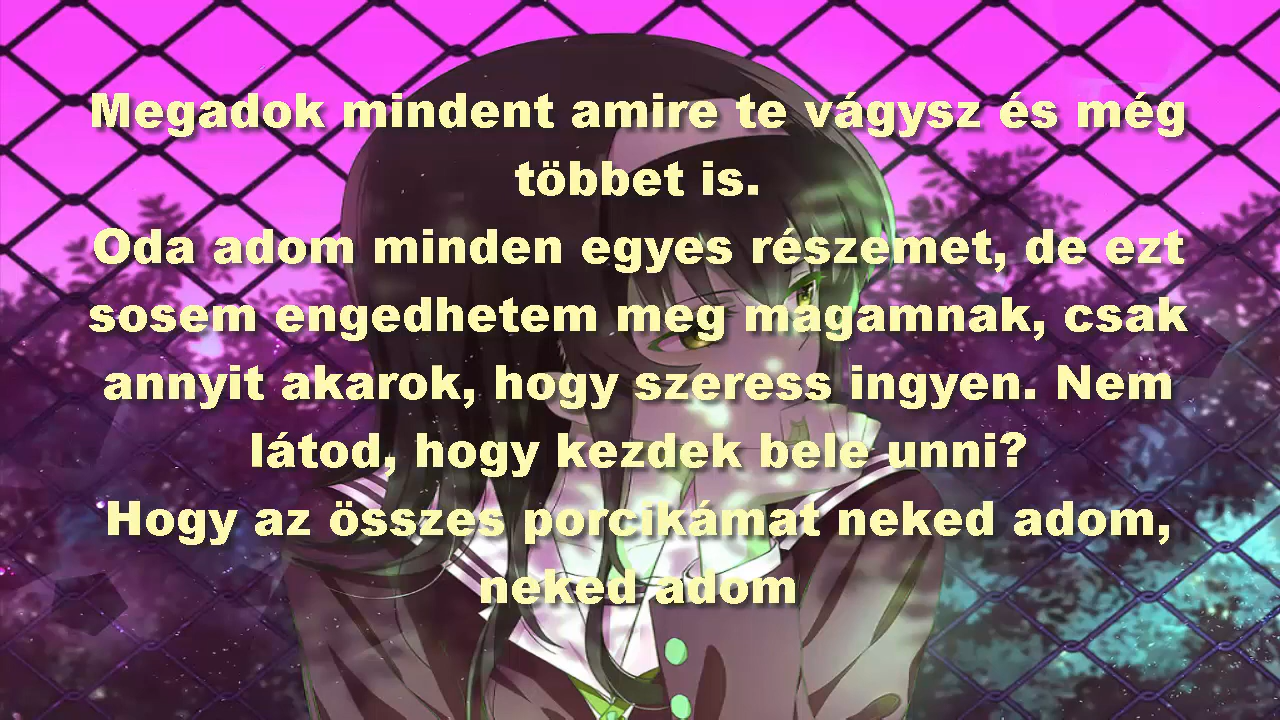 Megadok mindent amire te vágysz és még
többet is.
Oda adom minden egyes részemet, de ezt
sosem engedhetem meg magamnak, csak
annyit akarok, hogy szeress ingyen. Nem
látod, hogy kezdek bele unni?
Hogy az összes porcikámat neked adom,
neked adom